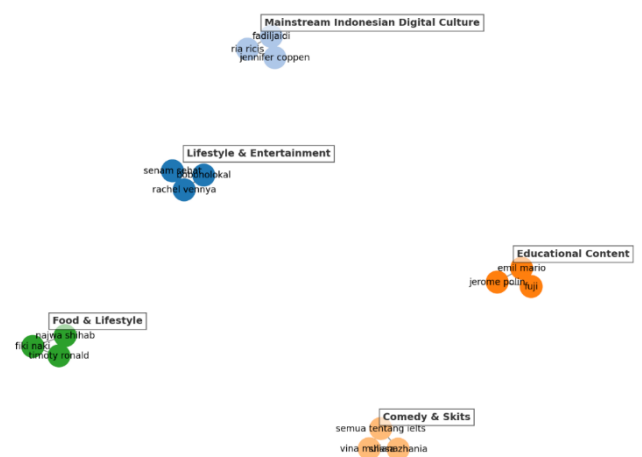 Mainstream Indonesian Digital Culture
fadiljaidi
ria ricis
jennifer coppen
Lifestyle & Entertainment
senam
rachel vennya
Educational Content
emil mario
jerome polin
fuji
Food & Lifestyle
najwa shihab
fiki naki
timoty ronald
Comedy & Skits
semua tentang ielts
vina